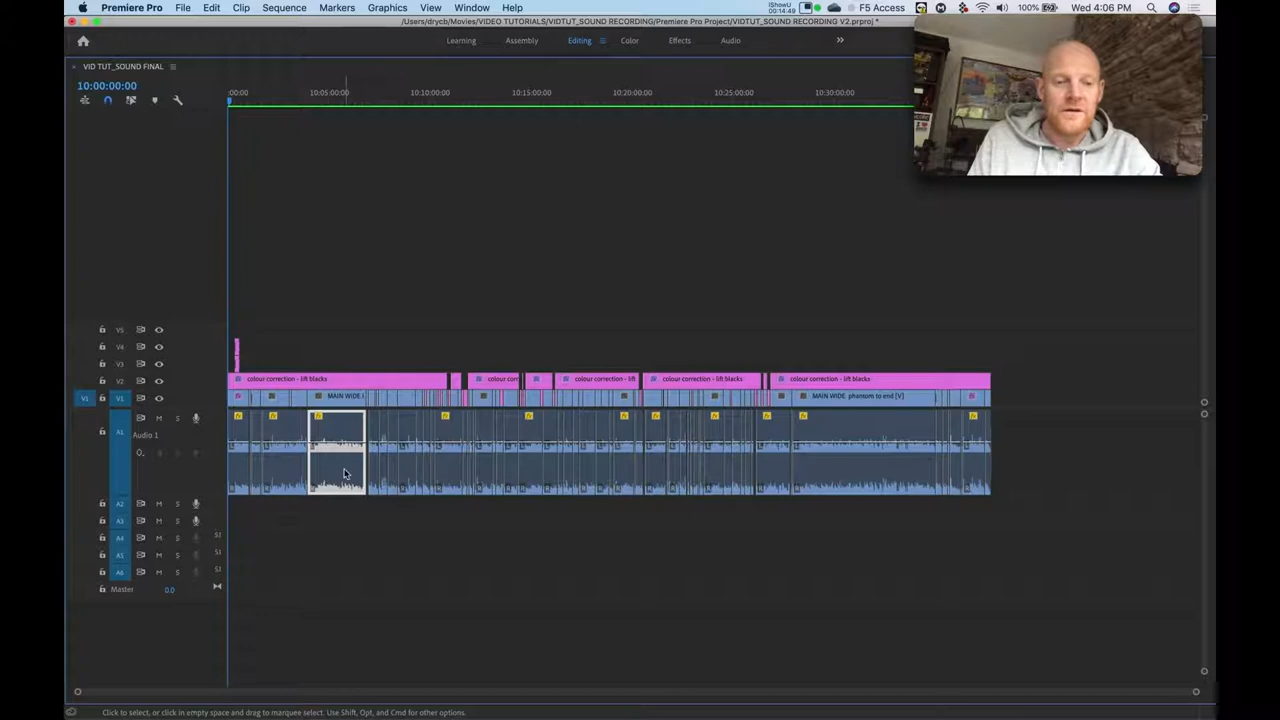 Premiere Pro File Edit Clip Sequence Markers Graphics View Window Help
iShowU
00:14:49
F5 Access
100%
Wed 4:06 PM
/Users/drycb/Movies/VIDEO TUTORIALS/VIDTUT_SOUND RECORDING/Premiere Pro Project/VIDTUT_SOUND RECORDING V2.prproj *
Learning Assembly Editing Color Effects Audio
× VID TUT_SOUND FINAL
10:00:00:00
:00:00 10:05:00:00 10:10:00:00 10:15:00:00 10:20:00:00 10:25:00:00 10:30:00:00
V5
V4
V3
V2 colour correction - lift blacks colour corr colour correction - lift colour correction - lift blacks colour correction - lift blacks
V1 V1 MAIN WIDE MAIN WIDE phantom to end [V]
A1
Audio 1
A2 M S
A3 M S
A4 M S
A5 M S
A6 M S
Master 0.0
Click to select, or click in empty space and drag to marquee select. Use Shift, Opt, and Cmd for other options.